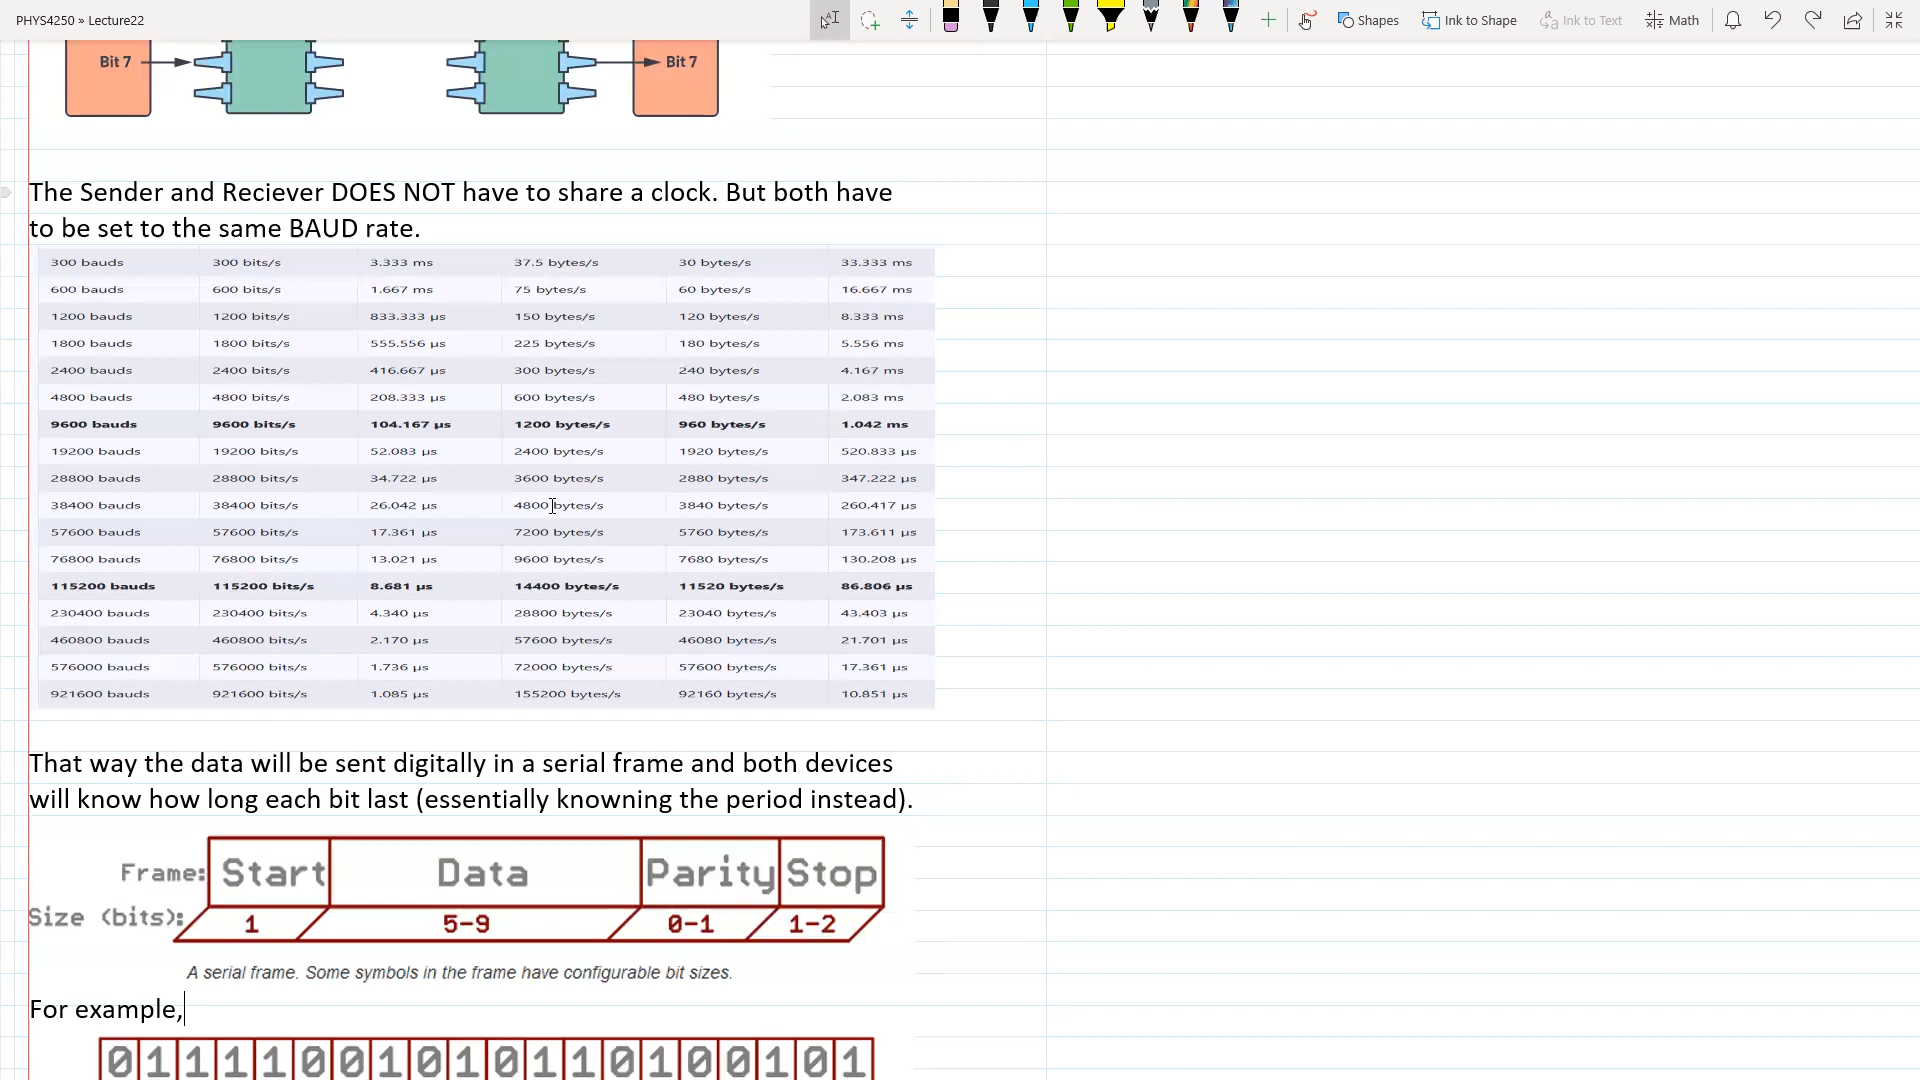 PHYS4250 » Lecture22
Shapes Ink to Shape Ink to Text Math
Bit 7 Bit 7
The Sender and Reciever DOES NOT have to share a clock. But both have
to be set to the same BAUD rate.
300 bauds 300 bits/s 3.333 ms 37.5 bytes/s 30 bytes/s 33.333 ms
600 bauds 600 bits/s 1.667 ms 75 bytes/s 60 bytes/s 16.667 ms
1200 bauds 1200 bits/s 833.333 µs 150 bytes/s 120 bytes/s 8.333 ms
1800 bauds 1800 bits/s 555.556 µs 225 bytes/s 180 bytes/s 5.556 ms
2400 bauds 2400 bits/s 416.667 µs 300 bytes/s 240 bytes/s 4.167 ms
4800 bauds 4800 bits/s 208.333 µs 600 bytes/s 480 bytes/s 2.083 ms
9600 bauds 9600 bits/s 104.167 µs 1200 bytes/s 960 bytes/s 1.042 ms
19200 bauds 19200 bits/s 52.083 µs 2400 bytes/s 1920 bytes/s 520.833 µs
28800 bauds 28800 bits/s 34.722 µs 3600 bytes/s 2880 bytes/s 347.222 µs
38400 bauds 38400 bits/s 26.042 µs 4800 bytes/s 3840 bytes/s 260.417 µs
57600 bauds 57600 bits/s 17.361 µs 7200 bytes/s 5760 bytes/s 173.611 µs
76800 bauds 76800 bits/s 13.021 µs 9600 bytes/s 7680 bytes/s 130.208 µs
115200 bauds 115200 bits/s 8.681 µs 14400 bytes/s 11520 bytes/s 86.806 µs
230400 bauds 230400 bits/s 4.340 µs 28800 bytes/s 23040 bytes/s 43.403 µs
460800 bauds 460800 bits/s 2.170 µs 57600 bytes/s 46080 bytes/s 21.701 µs
576000 bauds 576000 bits/s 1.736 µs 72000 bytes/s 57600 bytes/s 17.361 µs
921600 bauds 921600 bits/s 1.085 µs 155200 bytes/s 92160 bytes/s 10.851 µs
That way the data will be sent digitally in a serial frame and both devices
will know how long each bit last (essentially knowning the period instead).
Frame: Start Data Parity Stop
Size (bits): 1 5-9 0-1 1-2
A serial frame. Some symbols in the frame have configurable bit sizes.
For example,
0 1 1 1 1 0 0 1 0 1 0 1 1 0 1 0 0 1 0 1